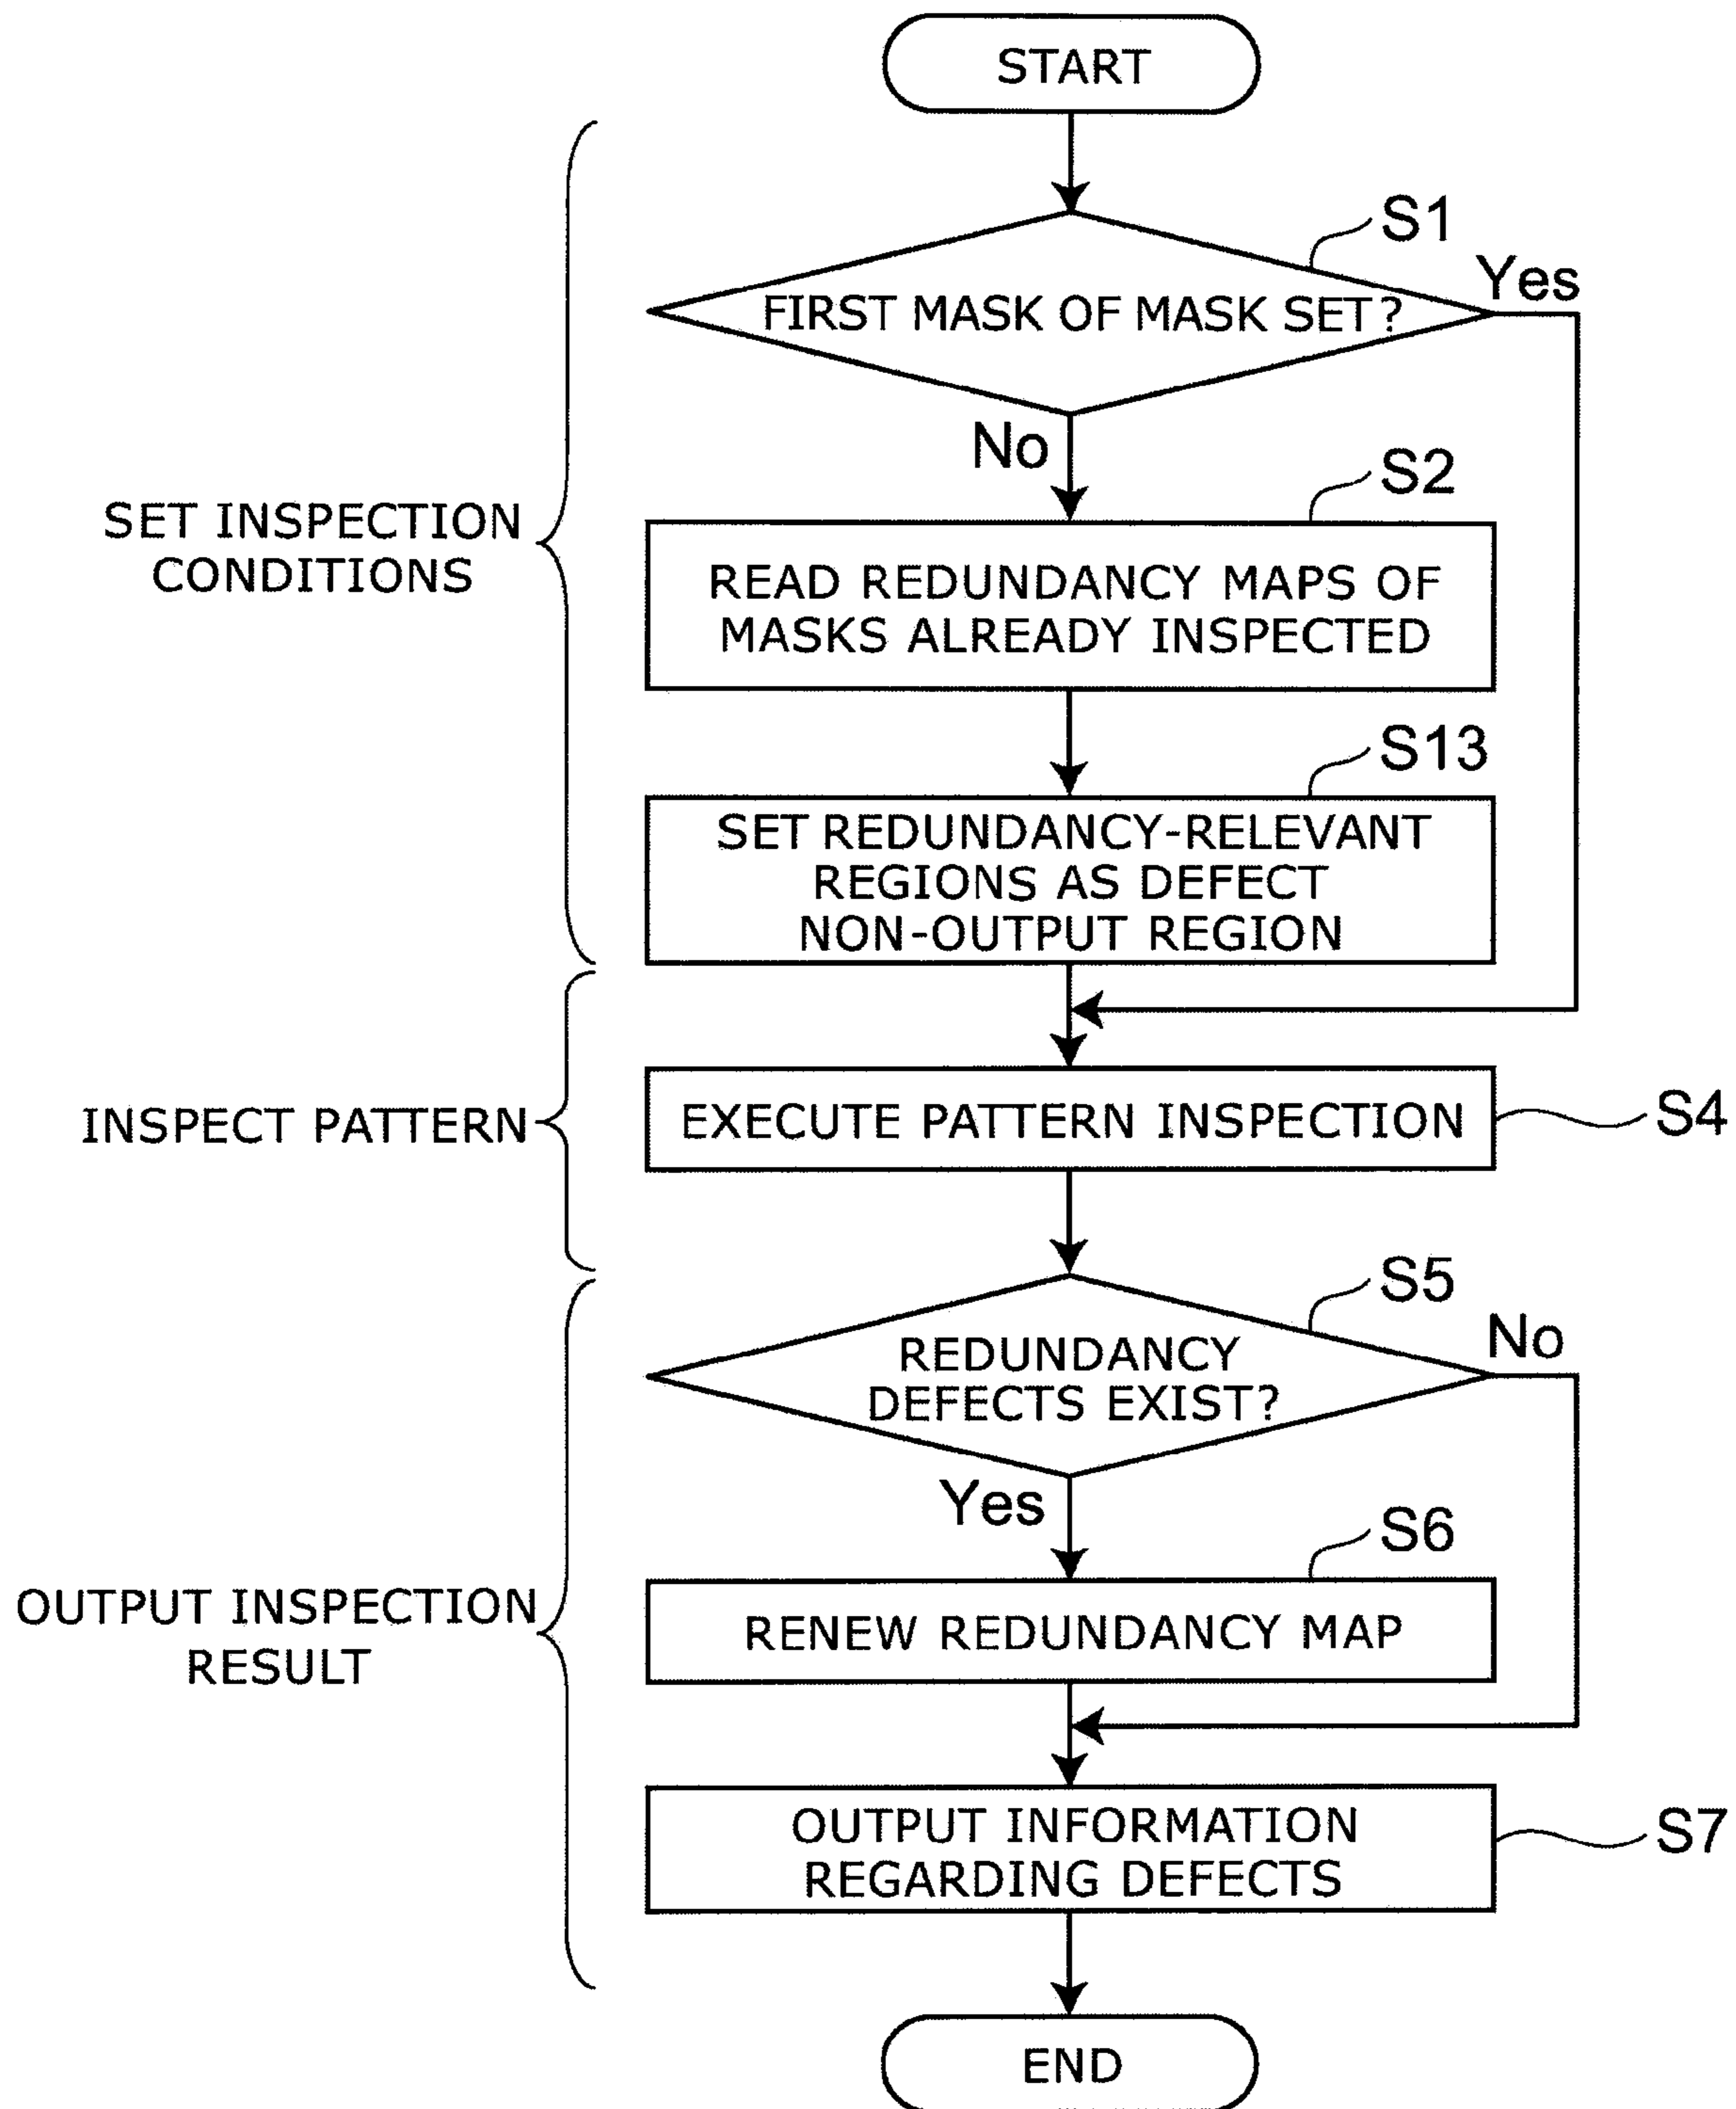 START
S1
Yes
FIRST MASK OF MASK SET?
No
S2
SET INSPECTION
CONDITIONS
READ REDUNDANCY MAPS OF
MASKS ALREADY INSPECTED
S13
SET REDUNDANCY-RELEVANT
REGIONS AS DEFECT
NON-OUTPUT REGION
INSPECT PATTERN
EXECUTE PATTERN INSPECTION
S4
S5
No
REDUNDANCY
DEFECTS EXIST?
Yes
S6
OUTPUT INSPECTION
RESULT
RENEW REDUNDANCY MAP
OUTPUT INFORMATION
REGARDING DEFECTS
S7
END